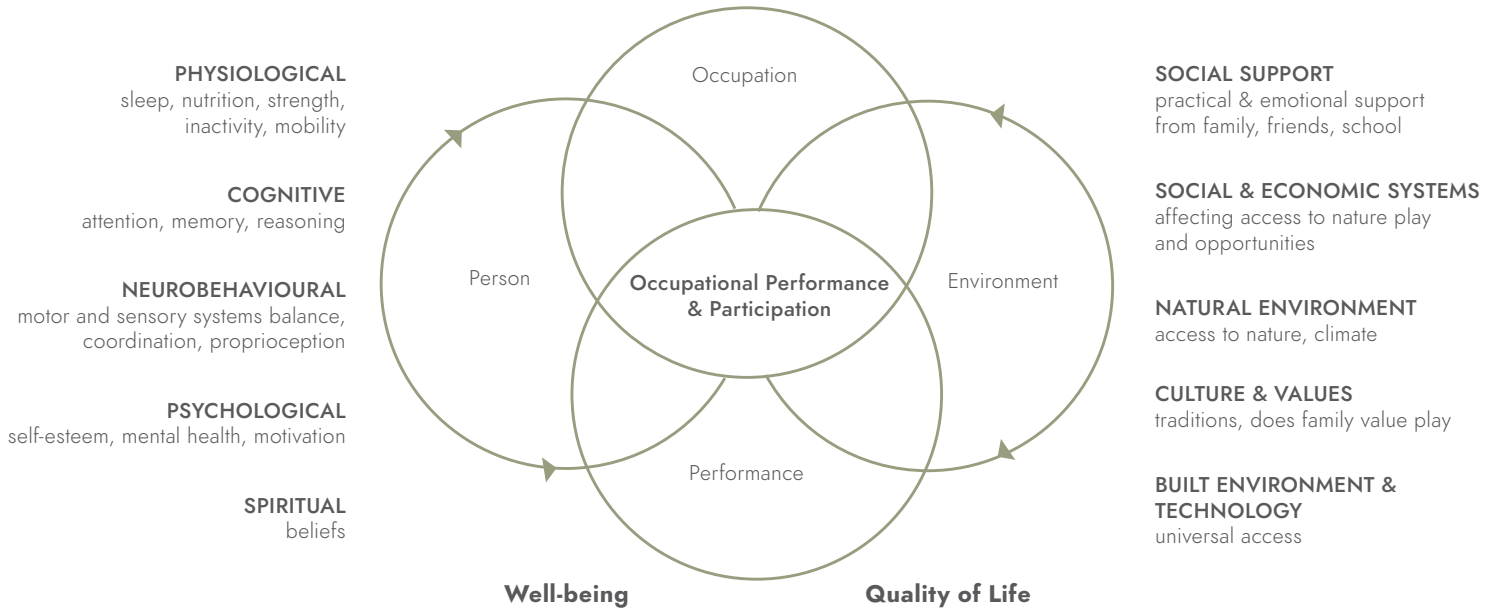 PHYSIOLOGICAL
sleep, nutrition, strength,
inactivity, mobility
COGNITIVE
attention, memory, reasoning
NEUROBEHAVIOURAL
motor and sensory systems balance,
coordination, proprioception
PSYCHOLOGICAL
self-esteem, mental health, motivation
SPIRITUAL
beliefs
Occupation
Person
Occupational Performance
& Participation
Environment
Performance
Well-being
Quality of Life
SOCIAL SUPPORT
practical & emotional support
from family, friends, school
SOCIAL & ECONOMIC SYSTEMS
affecting access to nature play
and opportunities
NATURAL ENVIRONMENT
access to nature, climate
CULTURE & VALUES
traditions, does family value play
BUILT ENVIRONMENT &
TECHNOLOGY
universal access